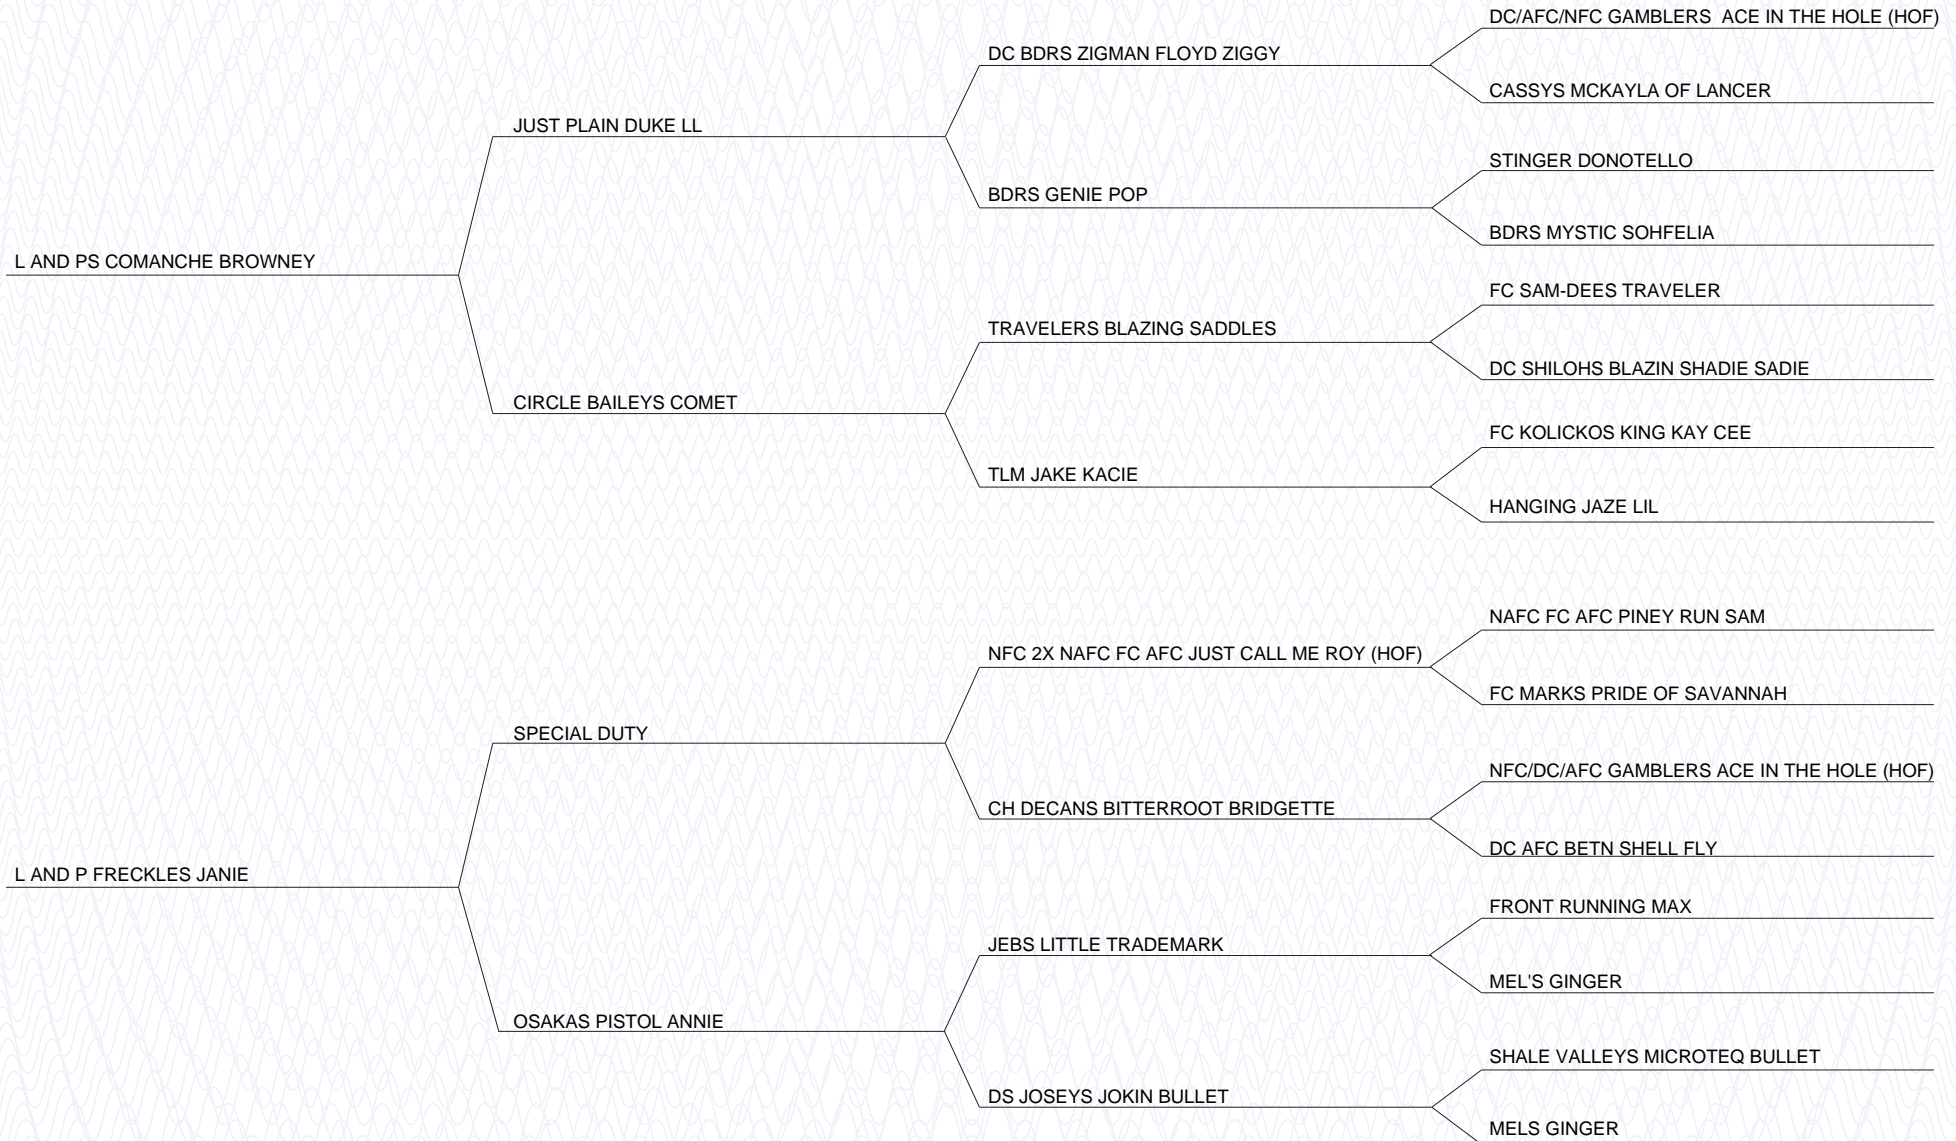 DC/AFC/NFC GAMBLERS  ACE IN THE HOLE (HOF)
DC BDRS ZIGMAN FLOYD ZIGGY
CASSYS MCKAYLA OF LANCER
JUST PLAIN DUKE LL
STINGER DONOTELLO
BDRS GENIE POP
BDRS MYSTIC SOHFELIA
L AND PS COMANCHE BROWNEY
FC SAM-DEES TRAVELER
TRAVELERS BLAZING SADDLES
DC SHILOHS BLAZIN SHADIE SADIE
CIRCLE BAILEYS COMET
FC KOLICKOS KING KAY CEE
TLM JAKE KACIE
HANGING JAZE LIL
NAFC FC AFC PINEY RUN SAM
NFC 2X NAFC FC AFC JUST CALL ME ROY (HOF)
FC MARKS PRIDE OF SAVANNAH
SPECIAL DUTY
NFC/DC/AFC GAMBLERS ACE IN THE HOLE (HOF)
CH DECANS BITTERROOT BRIDGETTE
DC AFC BETN SHELL FLY
L AND P FRECKLES JANIE
FRONT RUNNING MAX
JEBS LITTLE TRADEMARK
MEL'S GINGER
OSAKAS PISTOL ANNIE
SHALE VALLEYS MICROTEQ BULLET
DS JOSEYS JOKIN BULLET
MELS GINGER